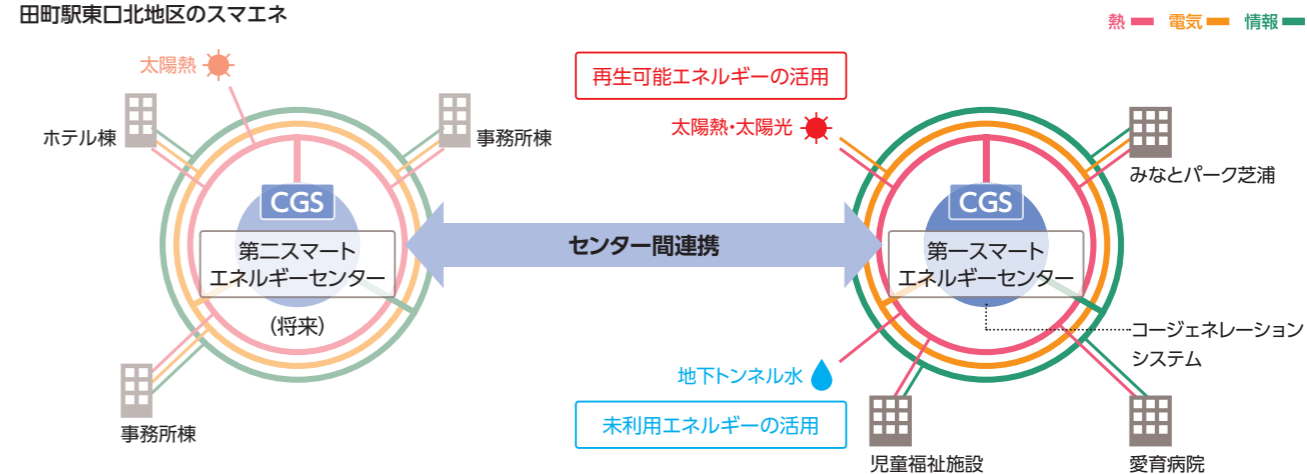 田町駅東口北地区のスマエネ
熱 電気 情報
太陽熱
ホテル棟
事務所棟
CGS
第二スマート
エネルギーセンター
(将来)
事務所棟
センター間連携
再生可能エネルギーの活用
太陽熱・太陽光
みなとパーク芝浦
CGS
第一スマート
エネルギーセンター
コージェネレーション
システム
地下トンネル水
未利用エネルギーの活用
児童福祉施設
愛育病院